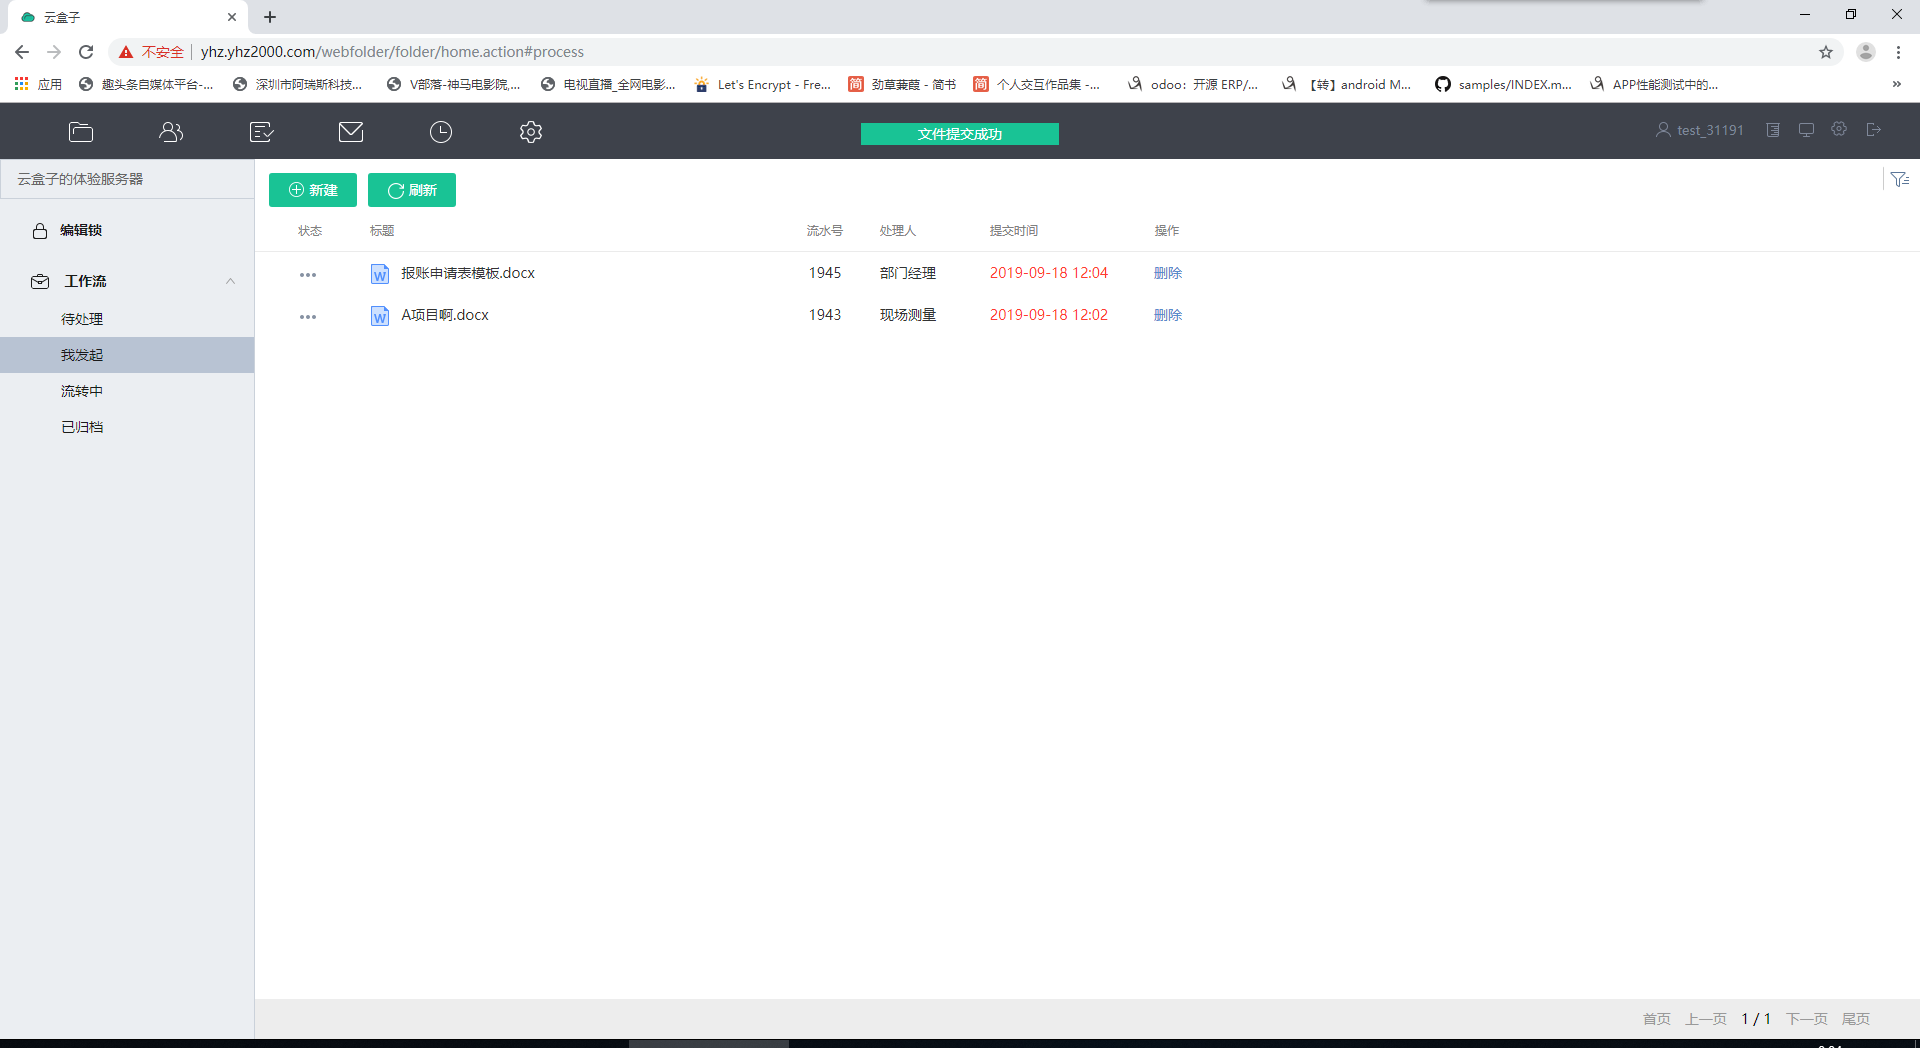 云盒子
不安全 yhz.yhz2000.com/webfolder/folder/home.action#process
应用 趣头条自媒体平台-... 深圳市阿瑞斯科技... V部落-神马电影院,... 电视直播_全网电影... Let's Encrypt - Fre... 劲草蒹葭 - 简书 个人交互作品集 -... odoo：开源 ERP/... 【转】android M... samples/INDEX.m... APP性能测试中的... »
文件提交成功 test_31191
云盒子的体验服务器
新建 刷新
编辑锁
状态 标题 流水号 处理人 提交时间 操作
报账申请表模板.docx 1945 部门经理 2019-09-18 12:04 删除
工作流
A项目啊.docx 1943 现场测量 2019-09-18 12:02 删除
待处理
我发起
流转中
已归档
首页 上一页 1 / 1 下一页 尾页